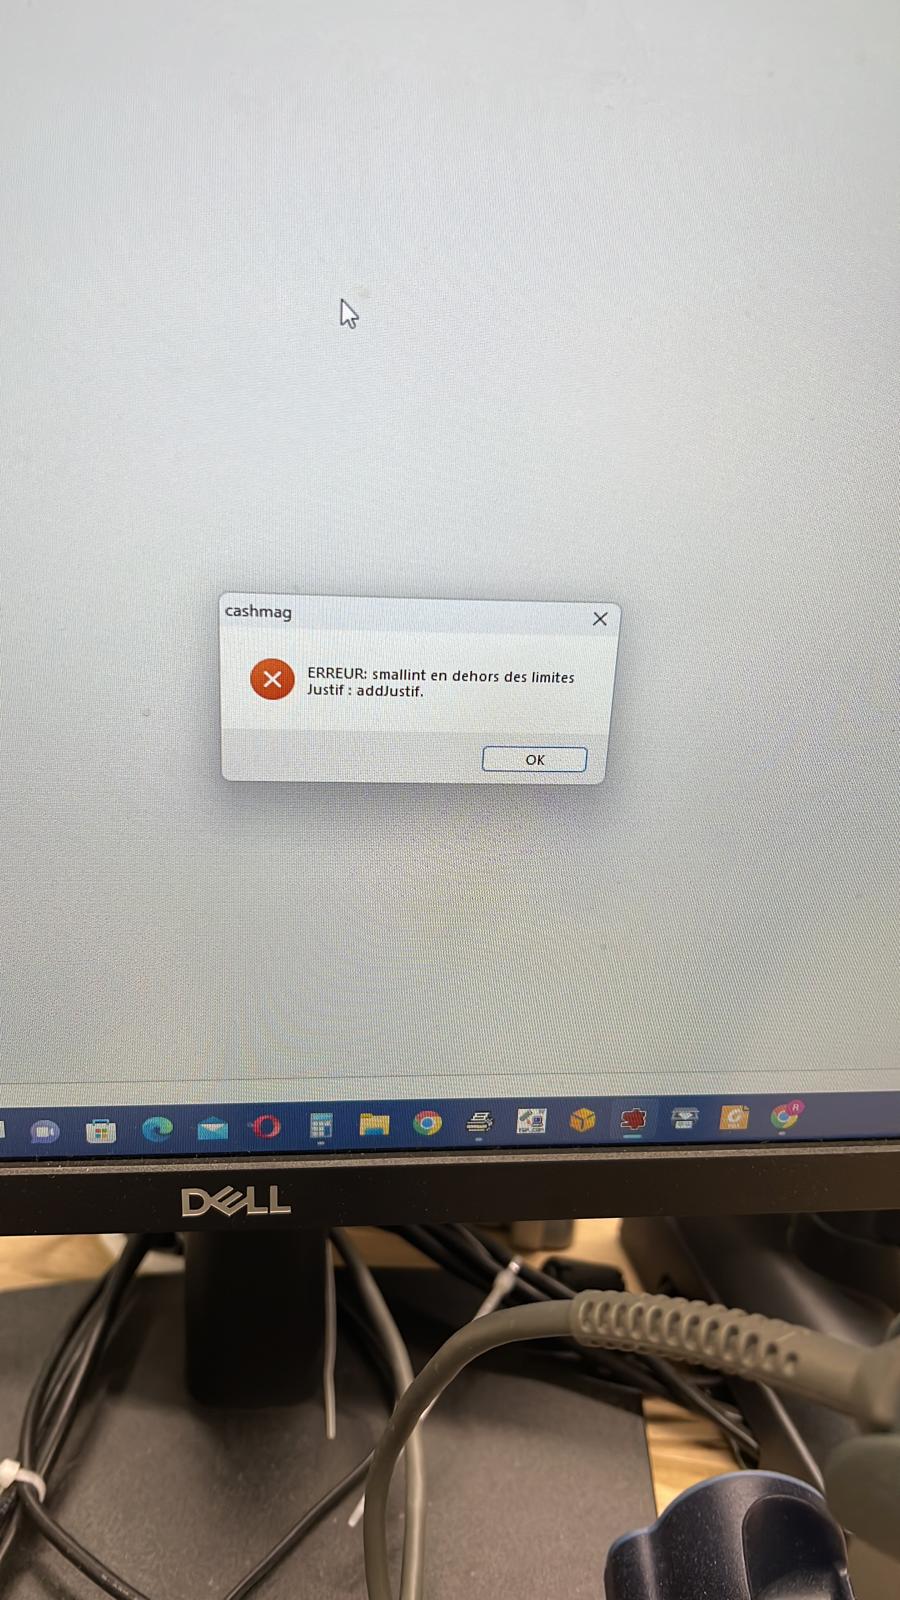 cashmag
ERREUR: smallint en dehors des limites
Justif : addJustif.
OK
R
DELL